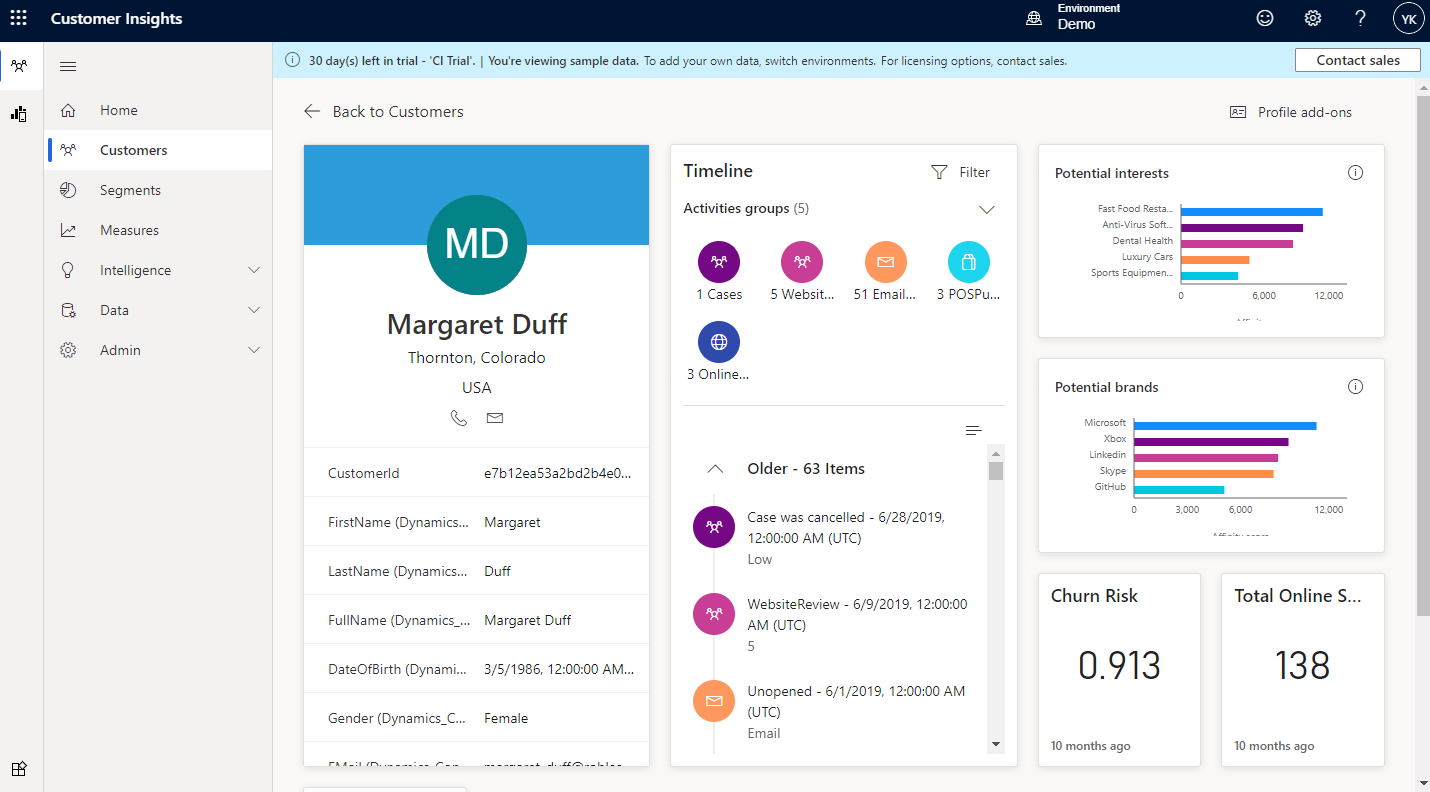 Customer Insights
Environment
Demo
YK
30 day(s) left in trial - 'CI Trial'. | You're viewing sample data. To add your own data, switch environments. For licensing options, contact sales.
Contact sales
Home
Customers
Segments
Measures
Intelligence
Data
Admin
Back to Customers
Profile add-ons
MD
Margaret Duff
Thornton, Colorado
USA
CustomerId e7b12ea53a2bd2b4e0...
FirstName (Dynamics... Margaret
LastName (Dynamics... Duff
FullName (Dynamics_... Margaret Duff
DateOfBirth (Dynami... 3/5/1986, 12:00:00 AM...
Gender (Dynamics_C... Female
Timeline
Filter
Activities groups (5)
1 Cases
5 Websit...
51 Email...
3 POSPu...
3 Online...
Older - 63 Items
Case was cancelled - 6/28/2019,
12:00:00 AM (UTC)
Low
WebsiteReview - 6/9/2019, 12:00:00
AM (UTC)
5
Unopened - 6/1/2019, 12:00:00 AM
(UTC)
Email
Potential interests
Fast Food Resta...
Anti-Virus Soft...
Dental Health
Luxury Cars
Sports Equipmen...
0 6,000 12,000
Potential brands
Microsoft
Xbox
Linkedin
Skype
GitHub
0 3,000 6,000 12,000
Churn Risk
0.913
10 months ago
Total Online S...
138
10 months ago